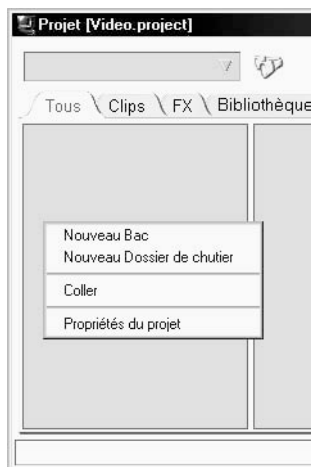 Projet [Video.project]
Tous Clips FX Bibliothèque
Nouveau Bac
Nouveau Dossier de chutier
Coller
Propriétés du projet